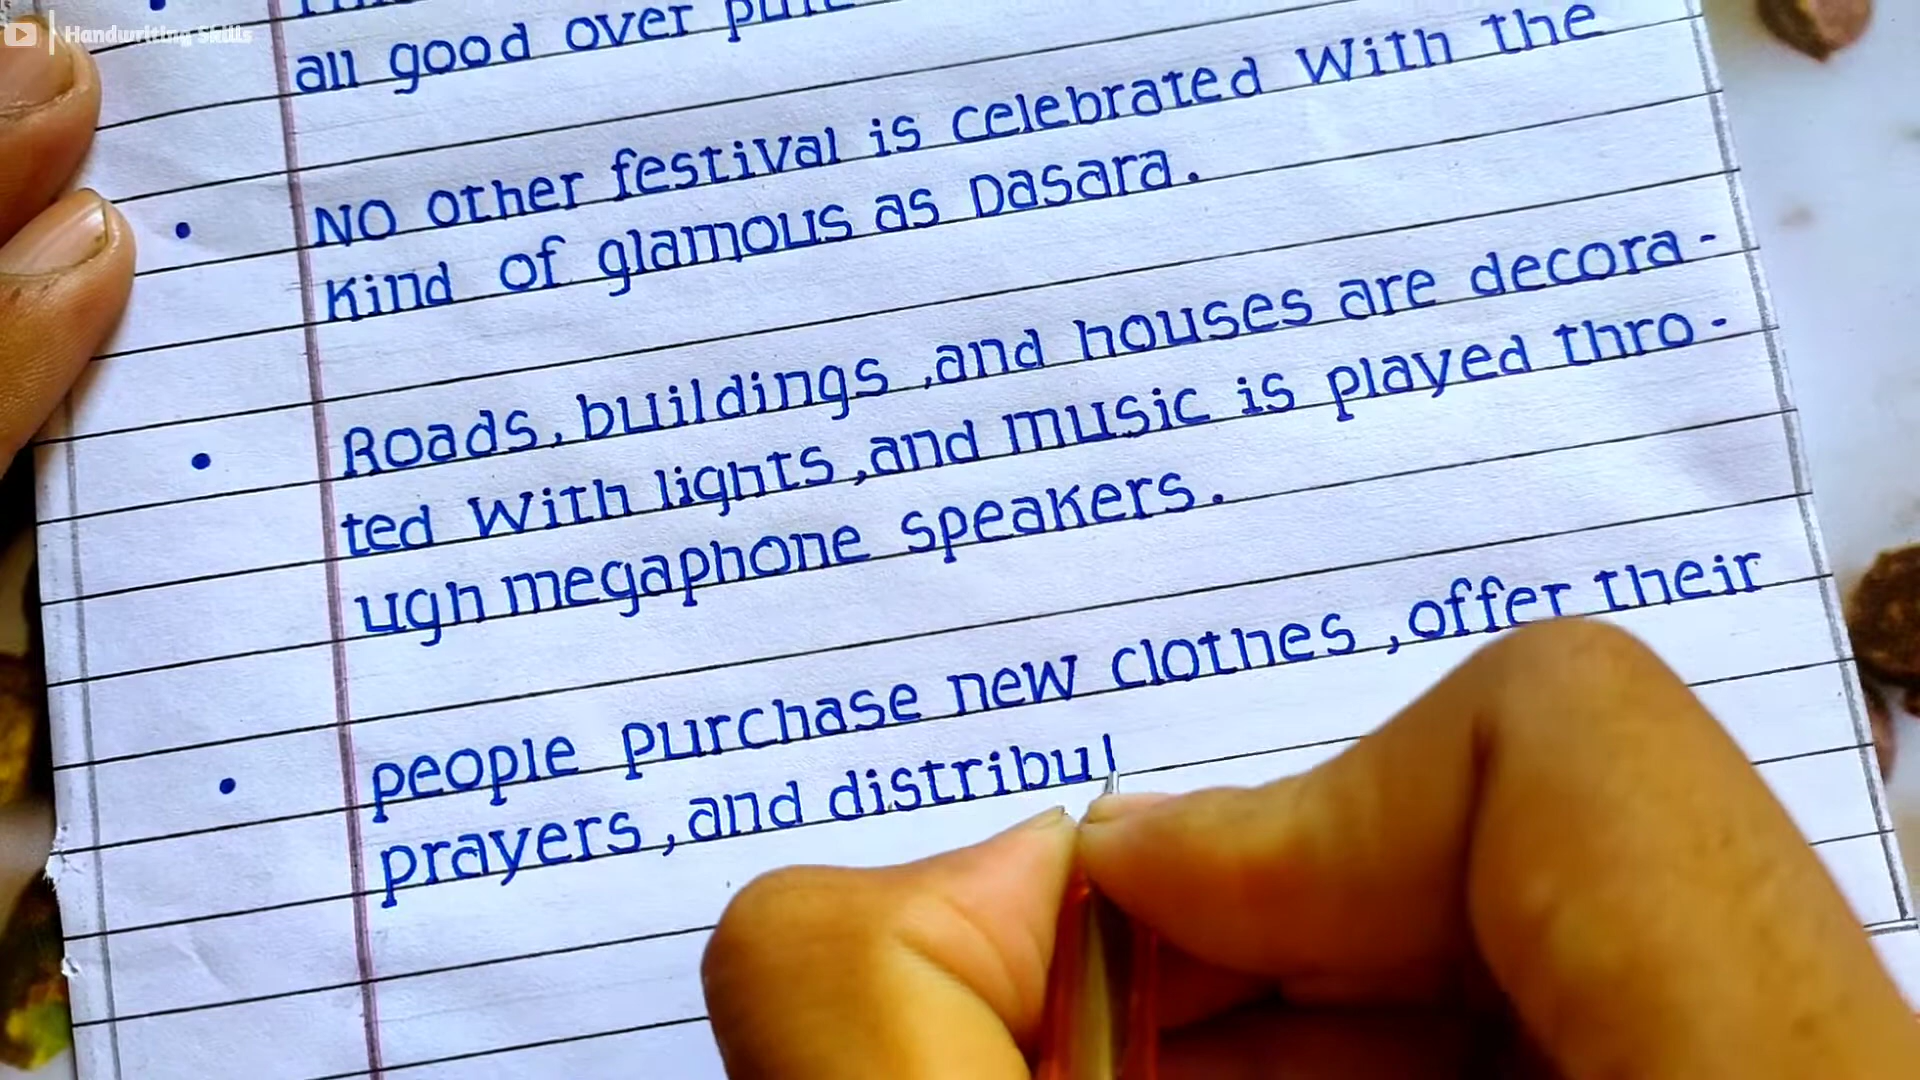 Handwriting Skills
all good over
NO other festival is celebrated With the
Kind of glamous as Dasara.
Roads, buildings ,and houses are decora-
ted With lights ,and music is played thro-
ugh megaphone speakers.
people purchase new clothes ,offer their
prayers ,and distribu